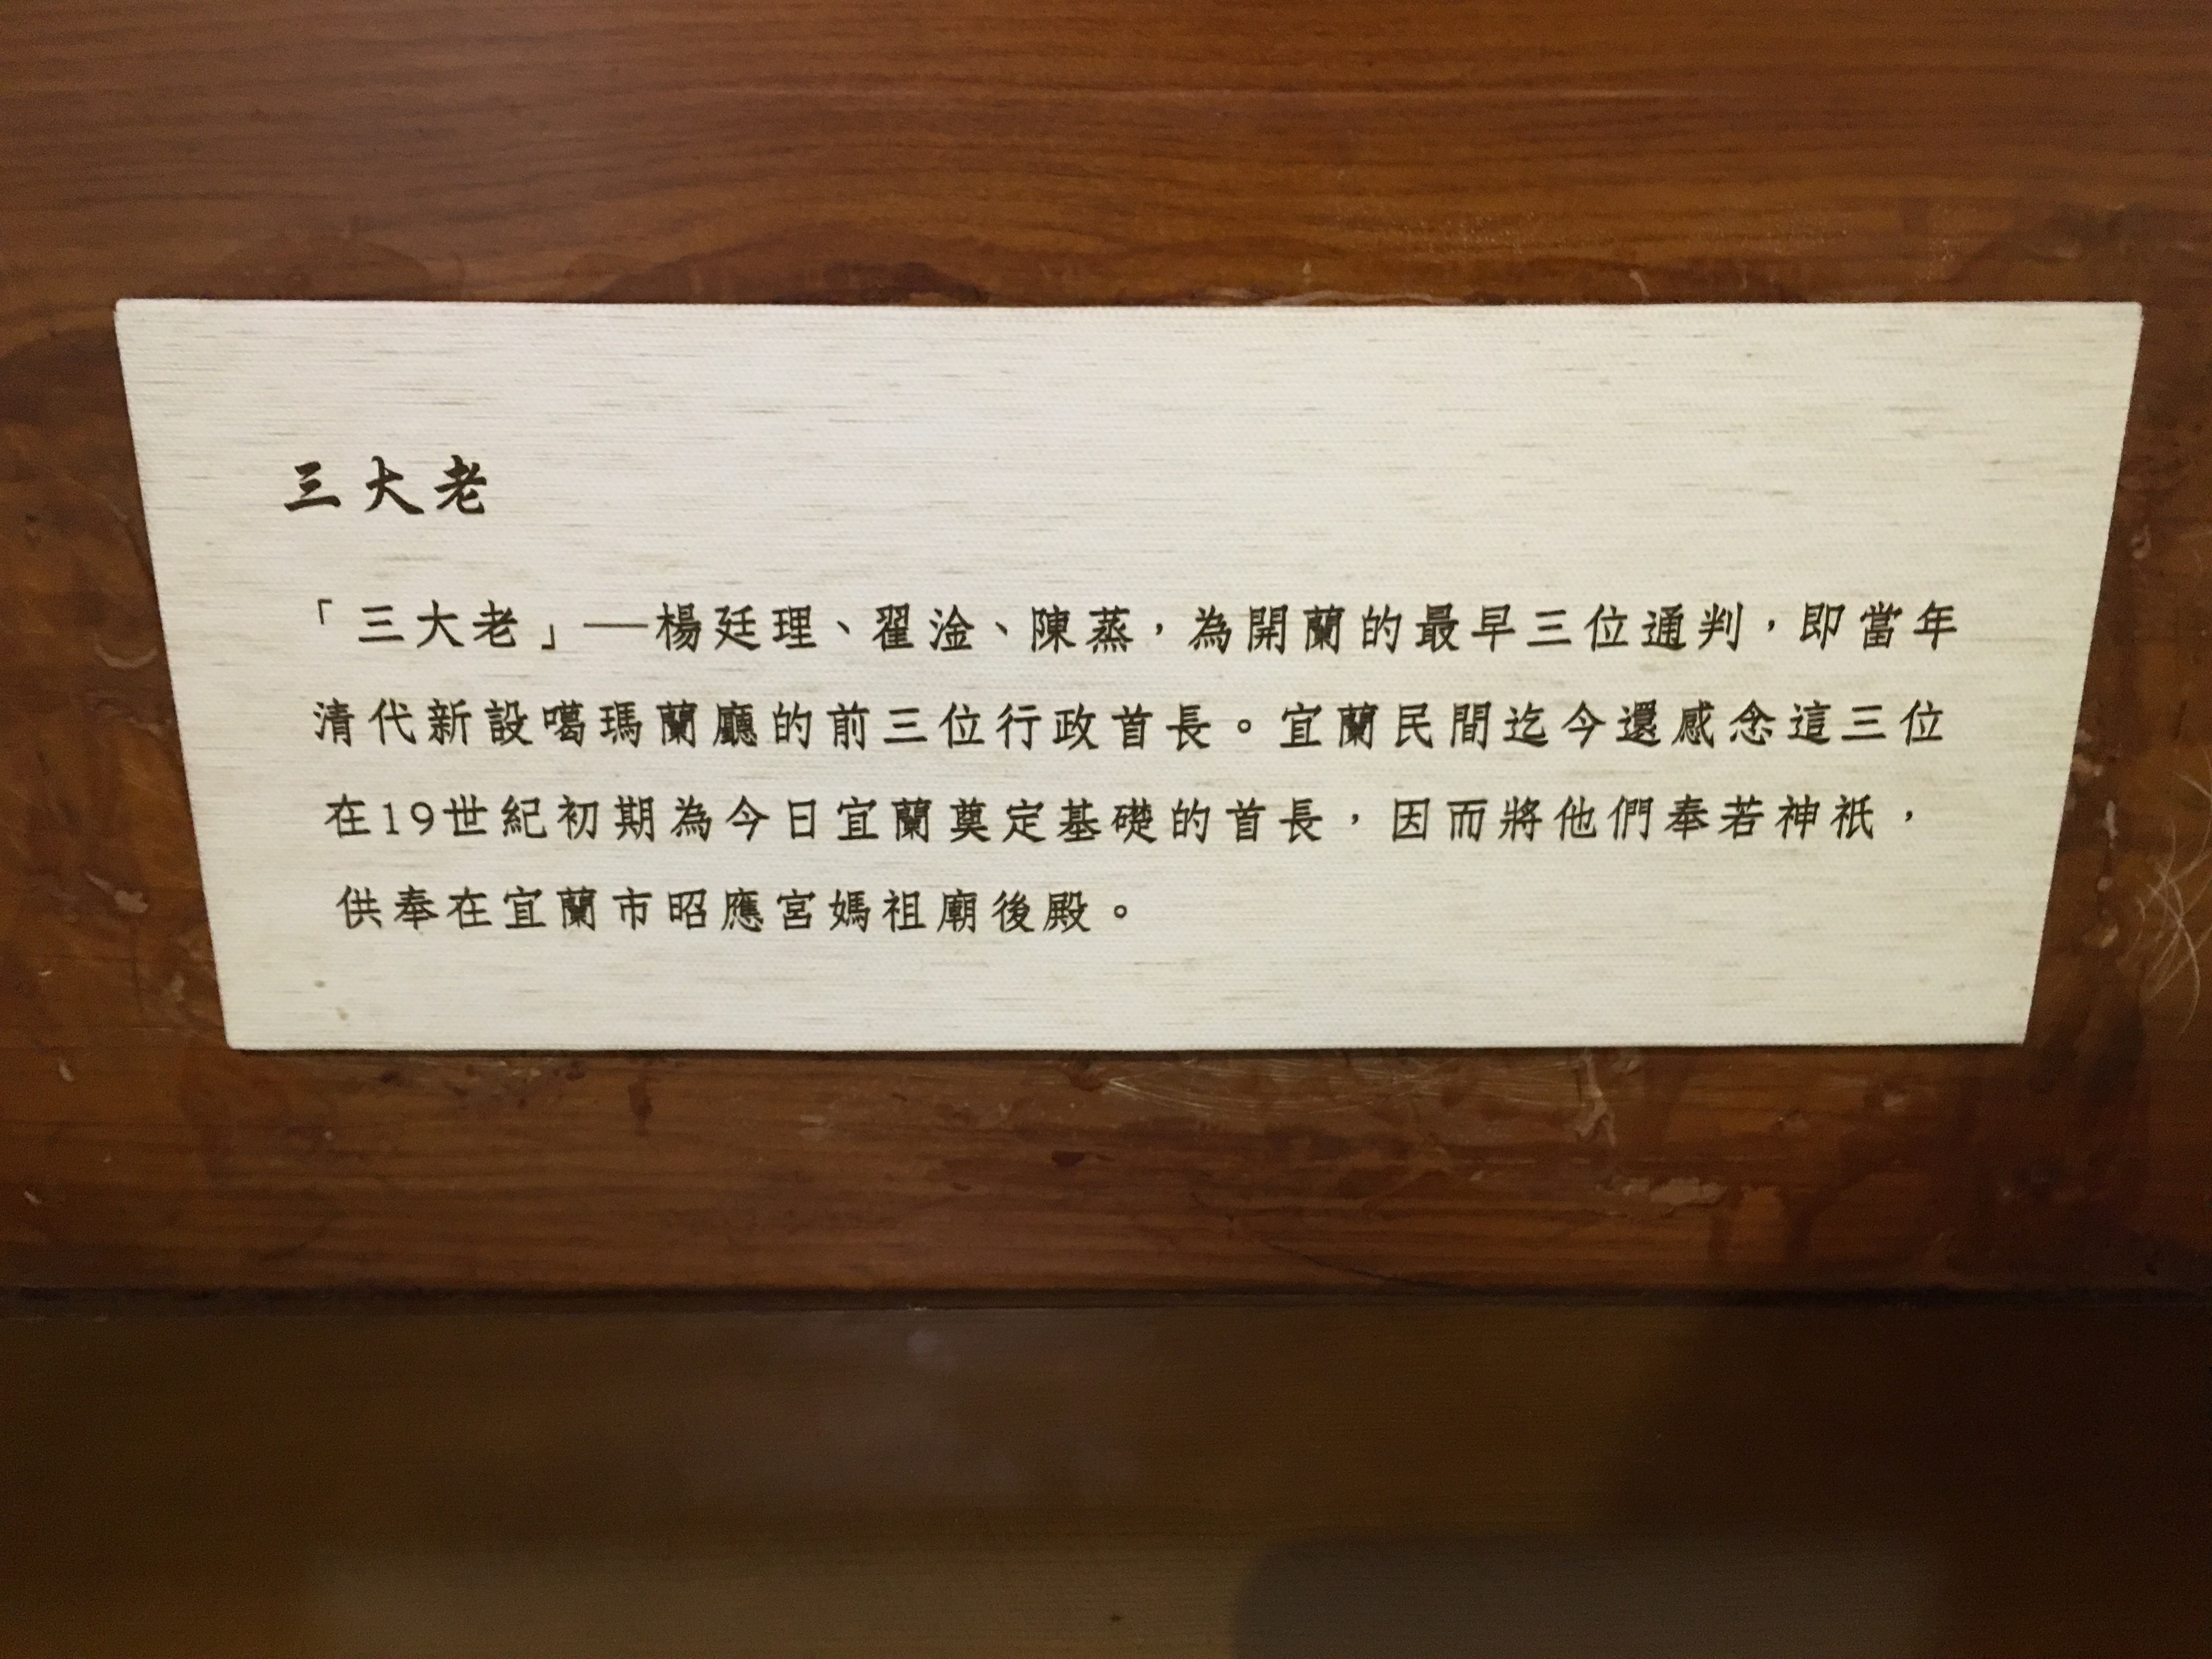 三大老
「三大老」──楊廷理、翟淦、陳蒸，為開蘭的最早三位通判，即當年
清代新設噶瑪蘭廳的前三位行政首長。宜蘭民間迄今還感念這三位
在19世紀初期為今日宜蘭奠定基礎的首長，因而將他們奉若神祇，
供奉在宜蘭市昭應宮媽祖廟後殿。